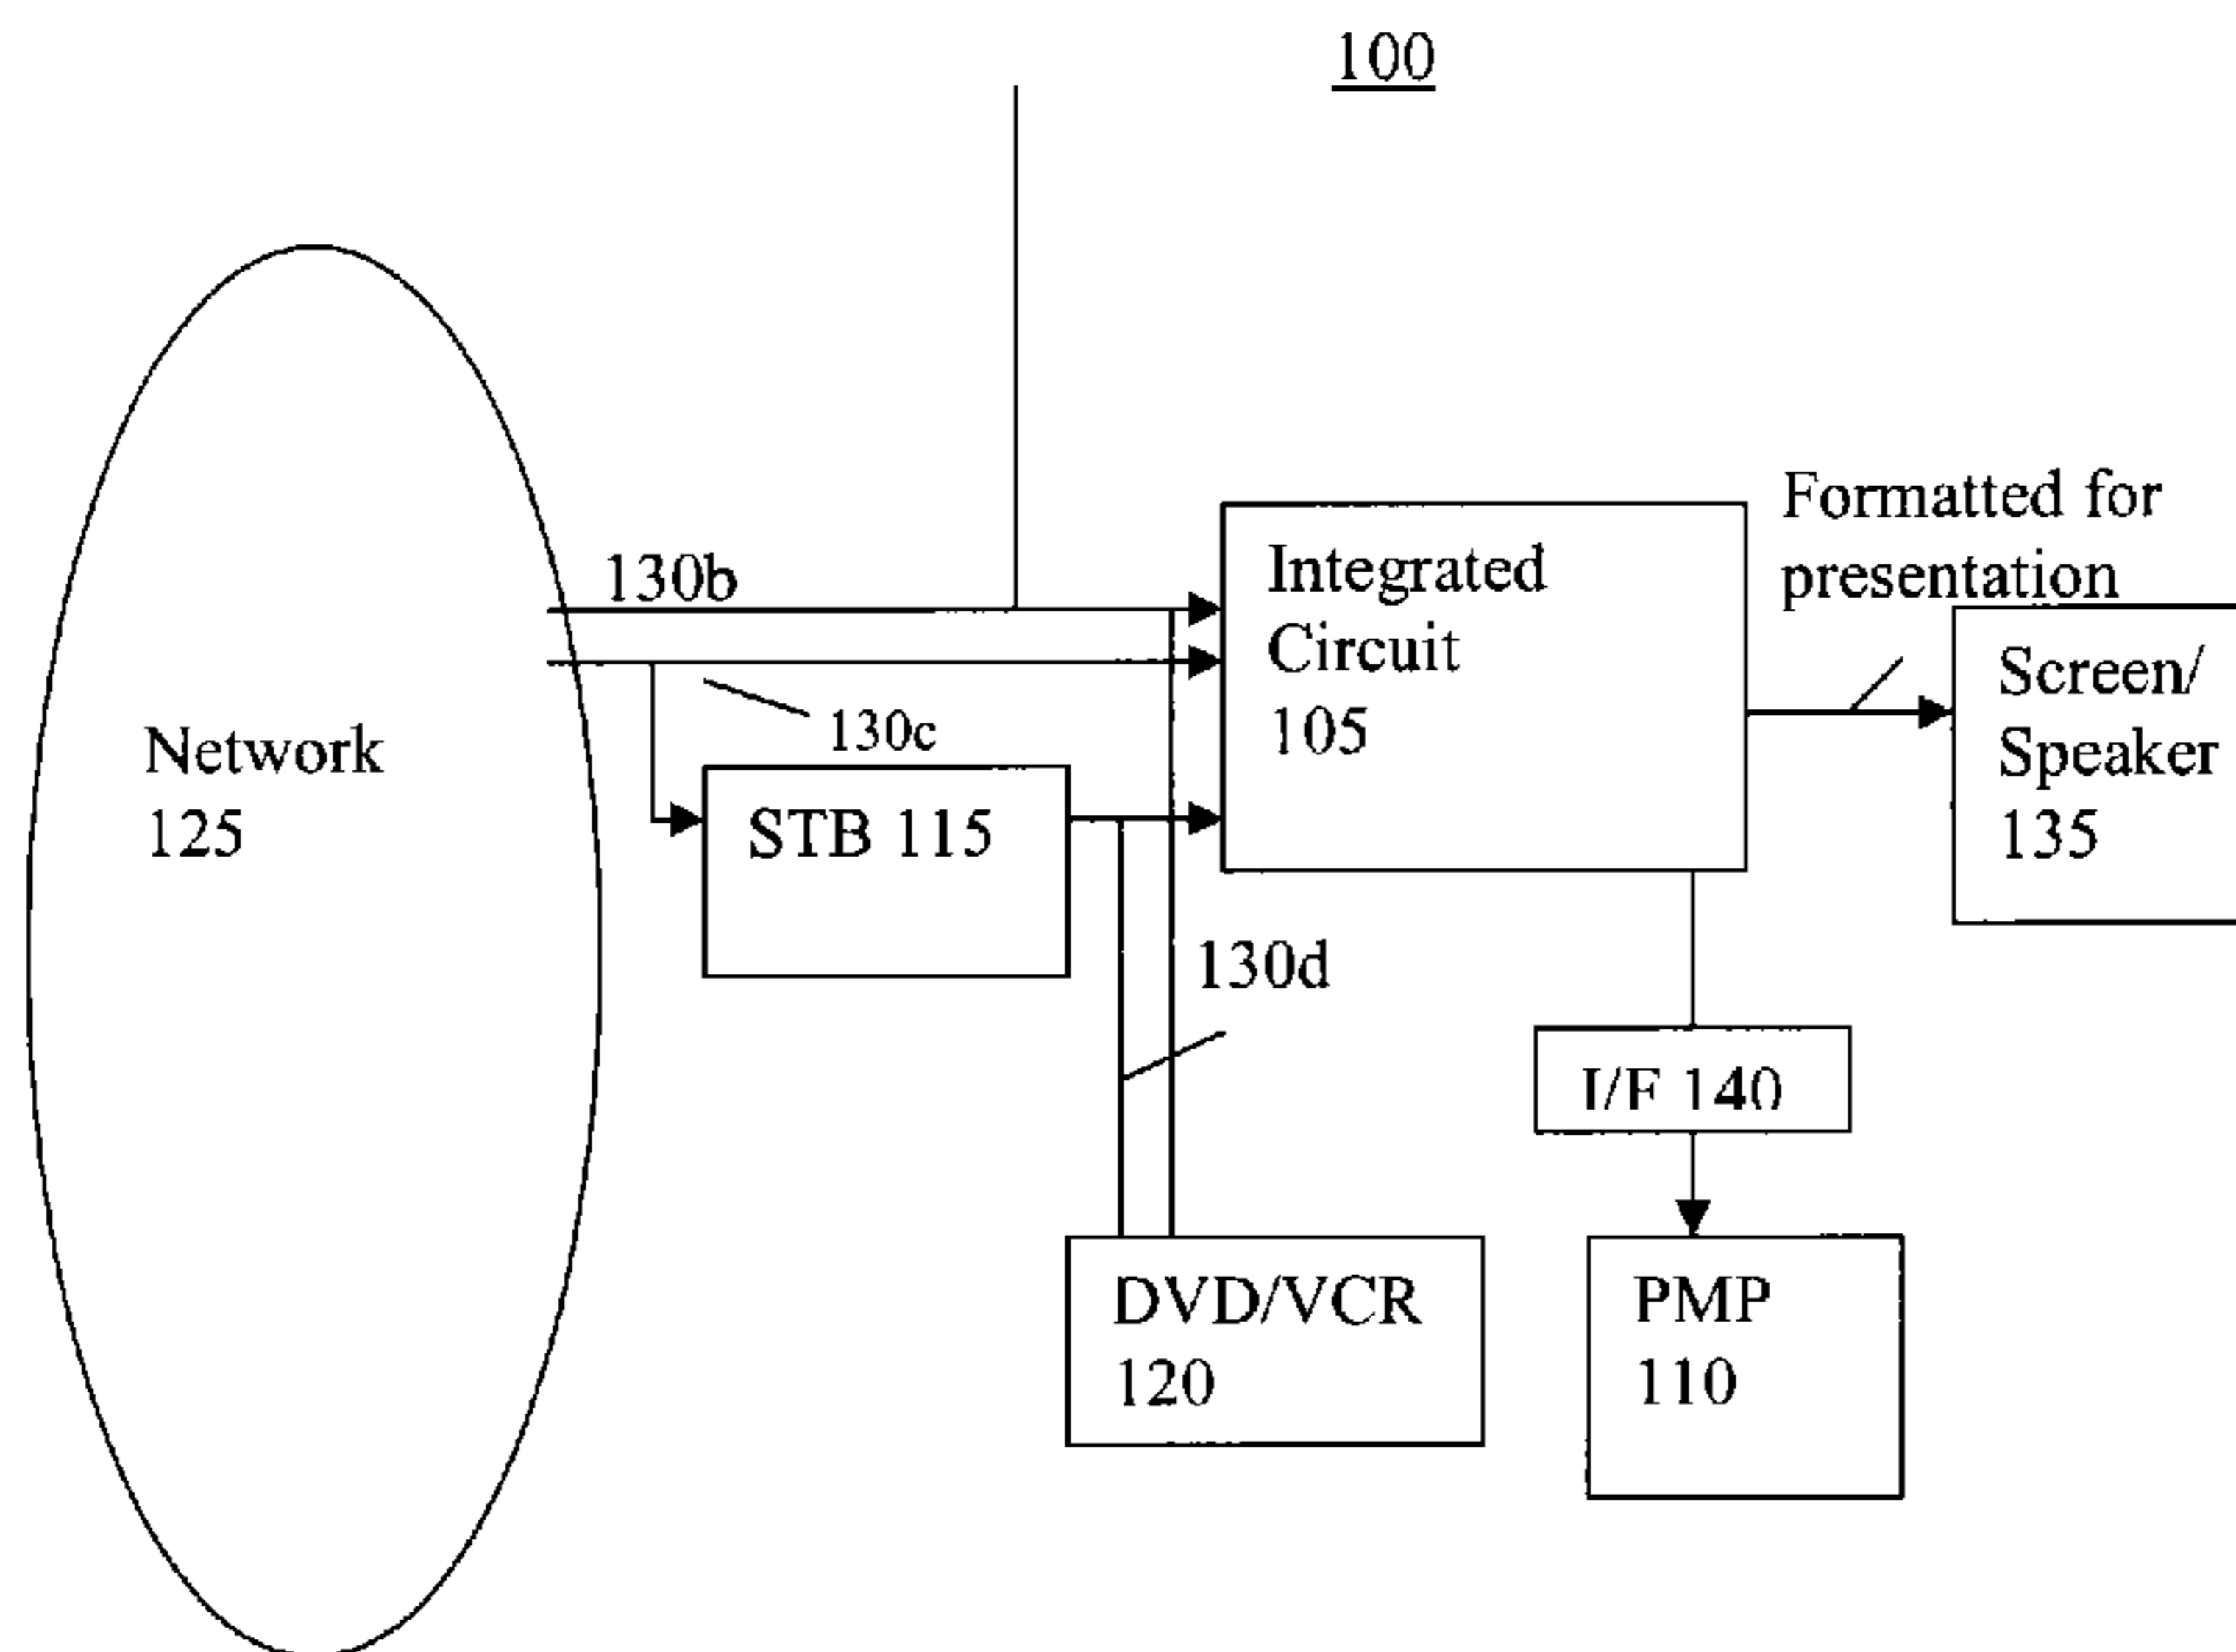 100
130b
Integrated
Circuit
105
Formatted for
presentation
Screen/
Speaker
135
130c
Network
125
STB 115
130d
I/F 140
DVD/VCR
120
PMP
110